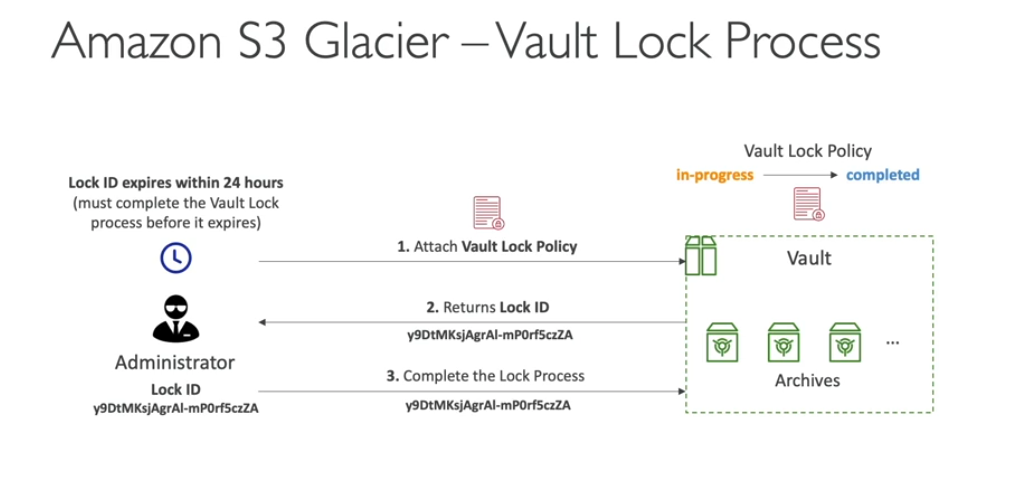 Amazon S3 Glacier – Vault Lock Process
Vault Lock Policy
in-progress
completed
Lock ID expires within 24 hours
(must complete the Vault Lock
process before it expires)
1. Attach Vault Lock Policy
Vault
2. Returns Lock ID
y9DtMKsjAgrAl-mP0rf5czZA
Administrator
Lock ID
y9DtMKsjAgrAl-mP0rf5czZA
3. Complete the Lock Process
y9DtMKsjAgrAl-mP0rf5czZA
Archives
...